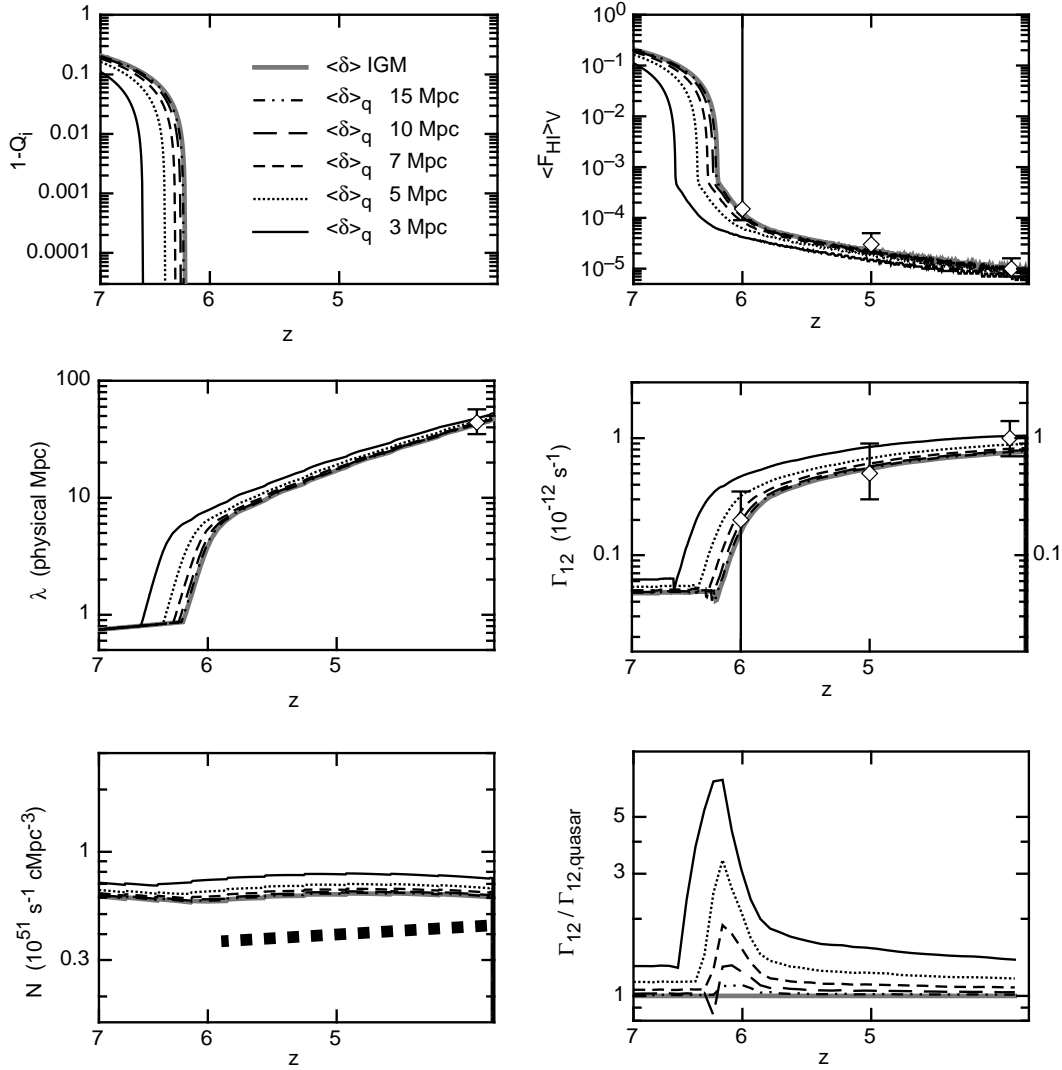 1
0.1
0.01
0.001
0.0001
1-Q_i
7
6
5
z
<δ> IGM
<δ>_q 15 Mpc
<δ>_q 10 Mpc
<δ>_q 7 Mpc
<δ>_q 5 Mpc
<δ>_q 3 Mpc
10^0
10^-1
10^-2
10^-3
10^-4
10^-5
<F_HI>_V
7
6
5
z
100
10
1
λ (physical Mpc)
7
6
5
z
1
0.1
Γ_12 (10^-12 s^-1)
1
0.1
7
6
5
z
1
0.3
N (10^51 s^-1 cMpc^-3)
7
6
5
z
5
3
1
Γ_12 / Γ_12,quasar
7
6
5
z